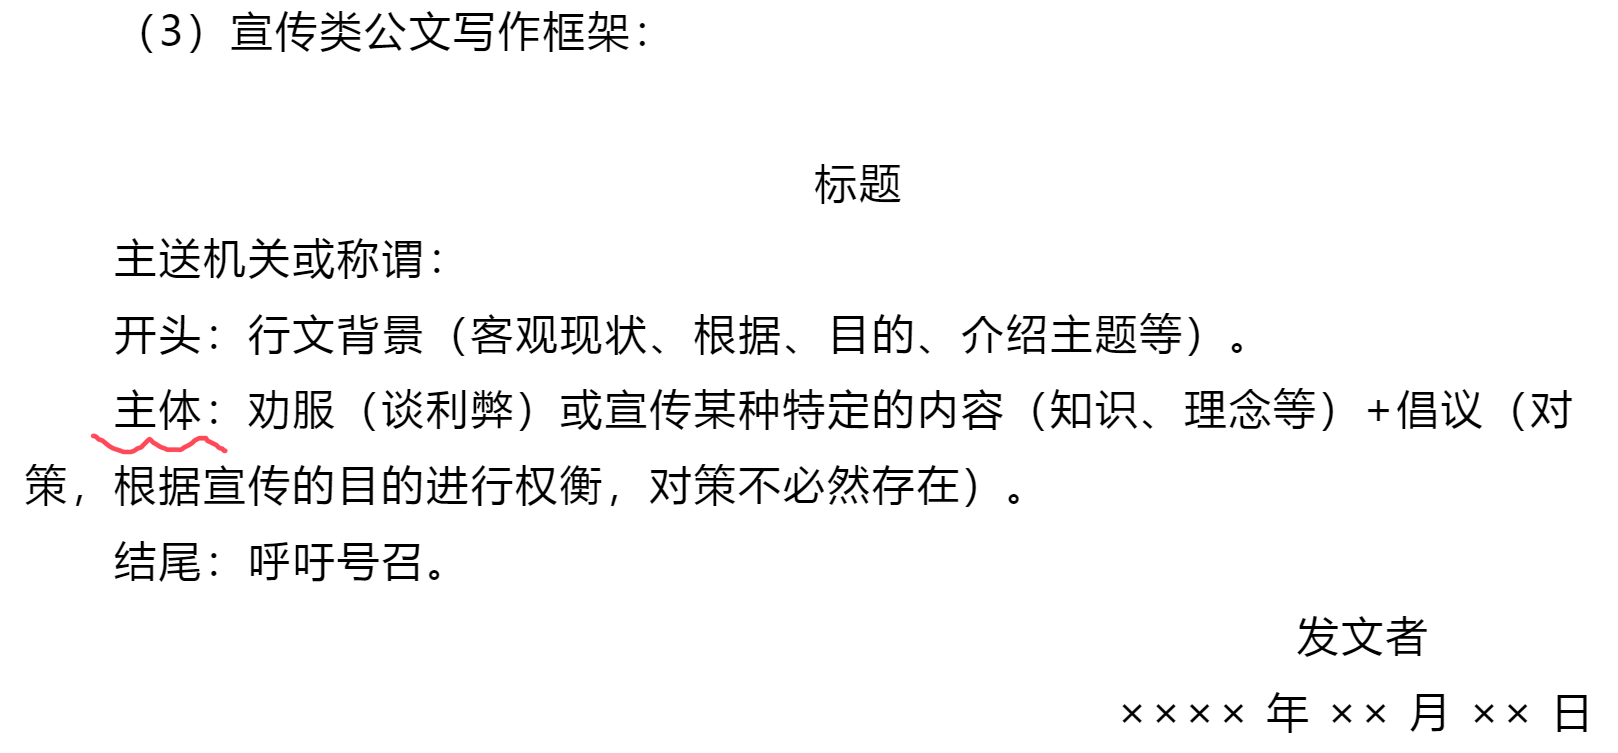 （3）宣传类公文写作框架：
标题
主送机关或称谓：
开头：行文背景（客观现状、根据、目的、介绍主题等）。
主体：劝服（谈利弊）或宣传某种特定的内容（知识、理念等）+倡议（对
策，根据宣传的目的进行权衡，对策不必然存在）。
结尾：呼吁号召。
发文者
×××× 年 ×× 月 ×× 日